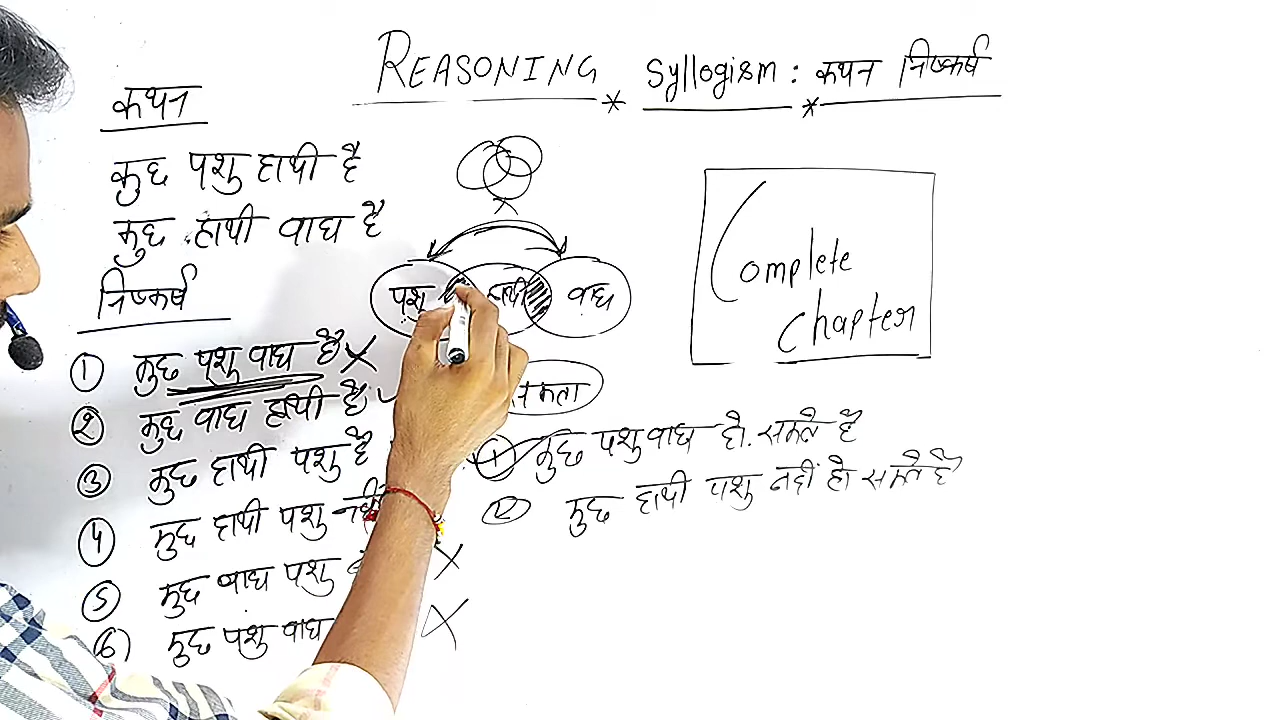 REASONING * Syllogism : कथन * निष्कर्ष
कथन
कुछ पशु हाथी है
कुछ हाथी वाघ है
निष्कर्ष
① कुछ पशु वाघ है ×
② कुछ वाघ हाथी है
③ कुछ हाथी पशु है
4 कुछ हाथी पशु नहीं
5 कुछ वाघ पशु
6 कुछ पशु वाघ
×
×
×
पशु हाथी वाघ
① कुछ पशु वाघ हो सकते है
② कुछ हाथी पशु नहीं हो सकते है
Complete
Chapter